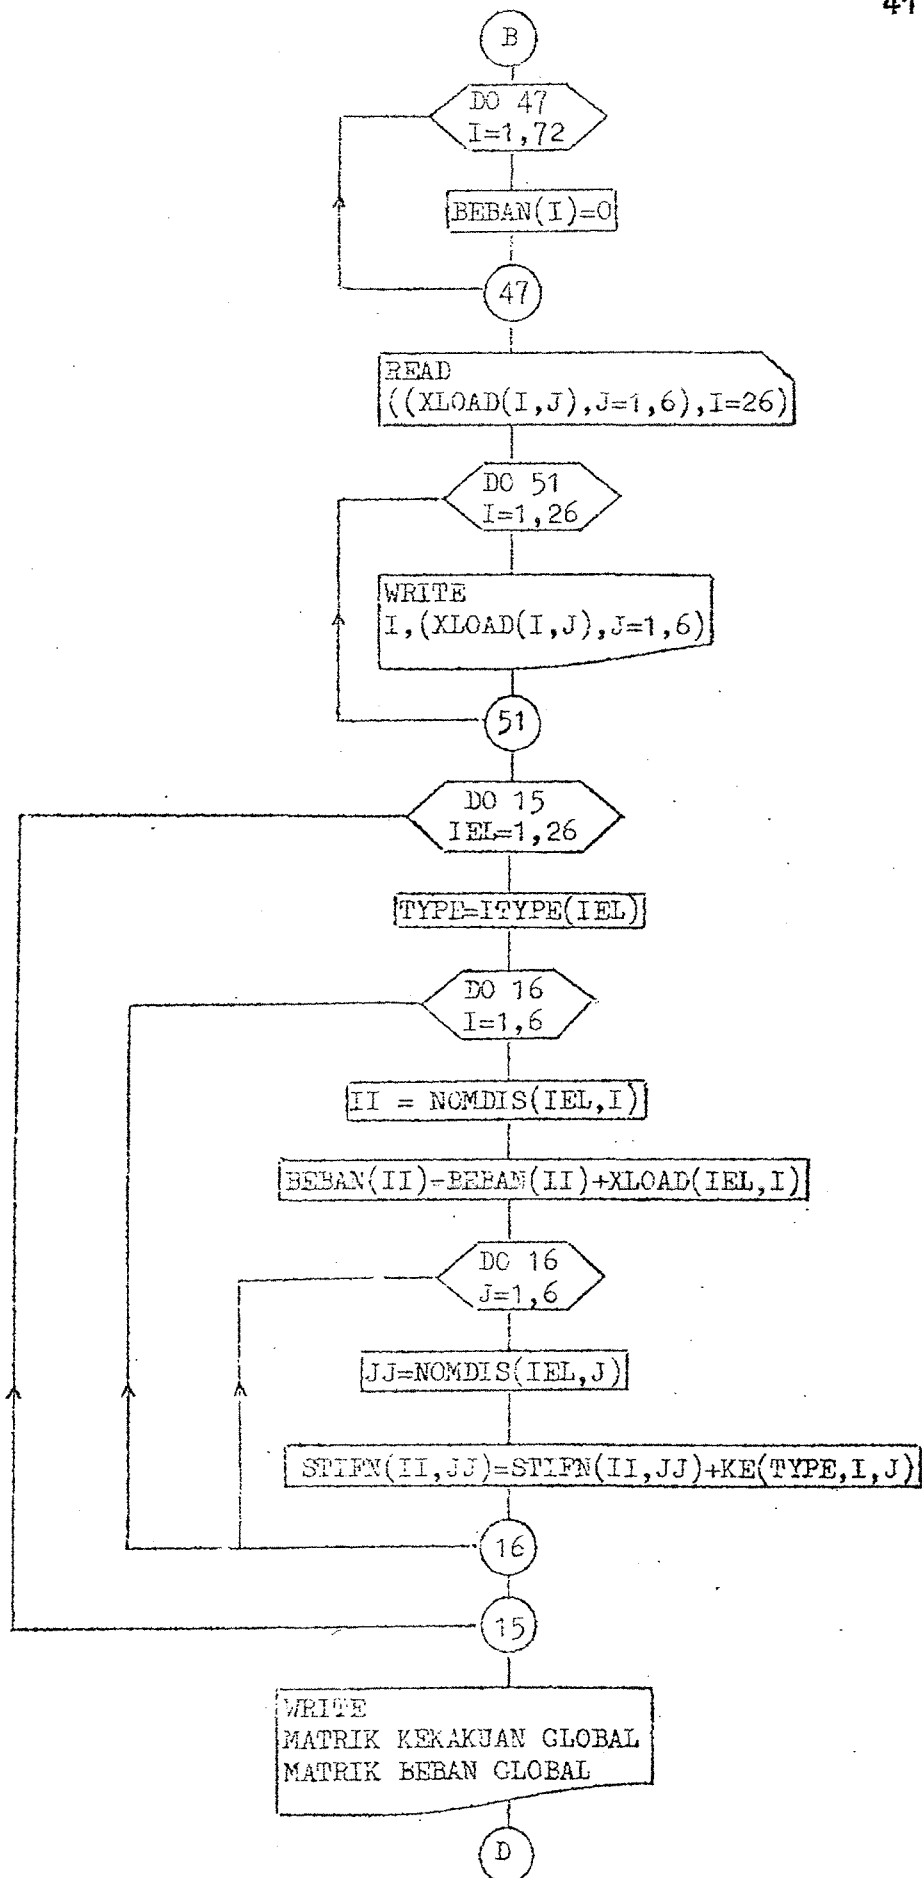 41
B
DO 47
I=1,72
BEBAN(I)=0
47
READ
((XLOAD(I,J),J=1,6),I=26)
DO 51
I=1,26
WRITE
I,(XLOAD(I,J),J=1,6)
51
DO 15
IEL=1,26
TYPE=ITYPE(IEL)
DO 16
I=1,6
II = NOMDIS(IEL,I)
BEBAN(II)=BEBAN(II)+XLOAD(IEL,I)
DO 16
J=1,6
JJ=NOMDIS(IEL,J)
STIFN(II,JJ)=STIFN(II,JJ)+KE(TYPE,I,J)
16
15
WRITE
MATRIK KEKAKUAN GLOBAL
MATRIK BEBAN GLOBAL
D